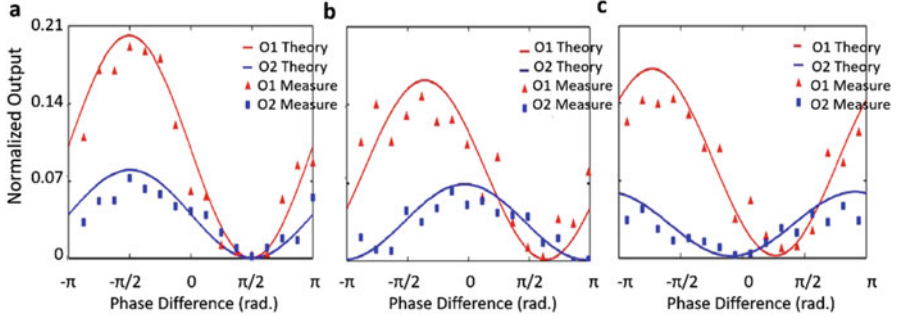 a
0.21
0.14
0.07
0
Normalized Output
O1 Theory
O2 Theory
O1 Measure
O2 Measure
-π
-π/2
0
π/2
π
Phase Difference (rad.)
b
O1 Theory
O2 Theory
O1 Measure
O2 Measure
-π
-π/2
0
π/2
π
Phase Difference (rad.)
c
O1 Theory
O2 Theory
O1 Measure
O2 Measure
-π
-π/2
0
π/2
π
Phase Difference (rad.)